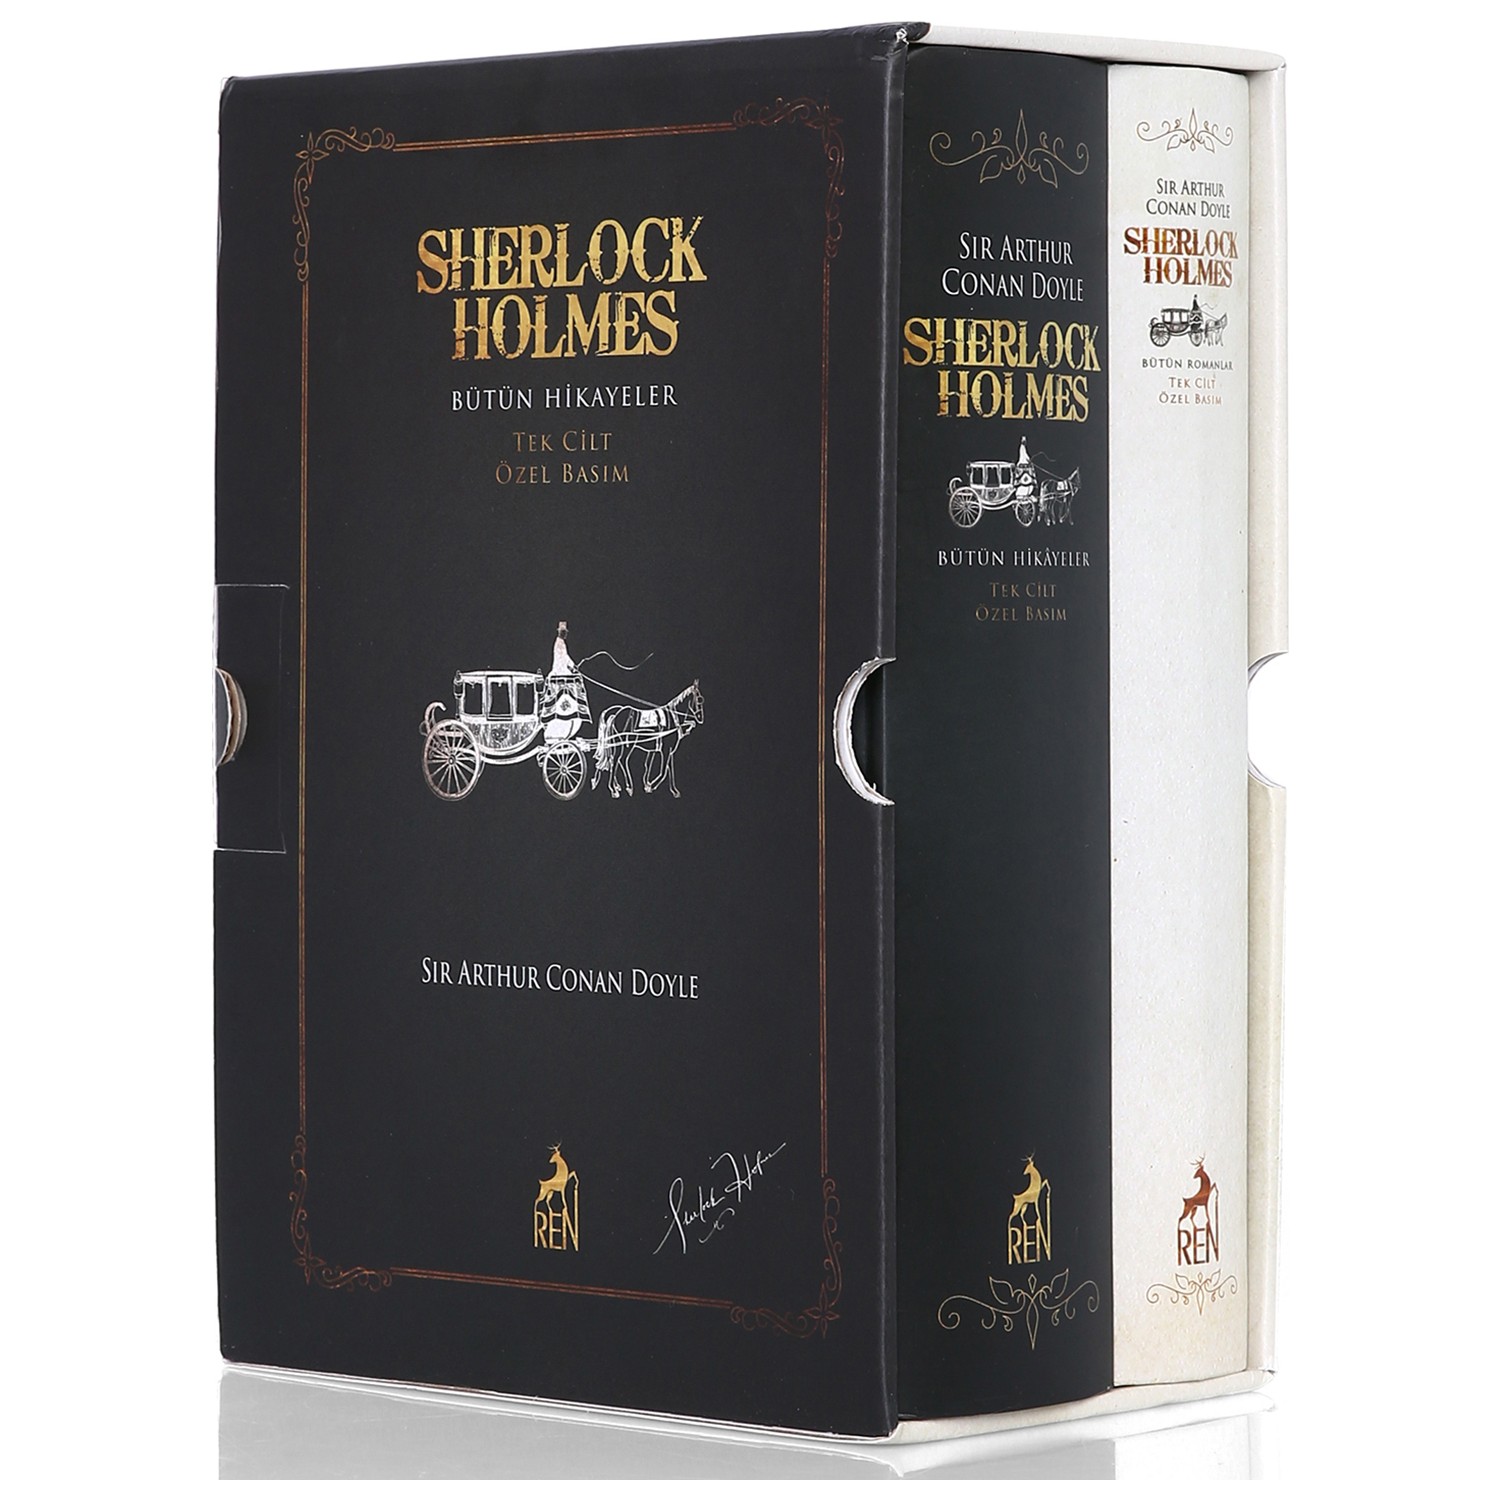 SHERLOCK
HOLMES
BÜTÜN HİKAYELER
TEK CİLT
ÖZEL BASIM
SIR ARTHUR CONAN DOYLE
REN
Sherlock Holmes
SIR ARTHUR
CONAN DOYLE
SHERLOCK
HOLMES
BÜTÜN HİKÂYELER
TEK CİLT
ÖZEL BASIM
REN
SIR ARTHUR
CONAN DOYLE
SHERLOCK
HOLMES
BÜTÜN ROMANLAR
TEK CİLT
ÖZEL BASIM
REN